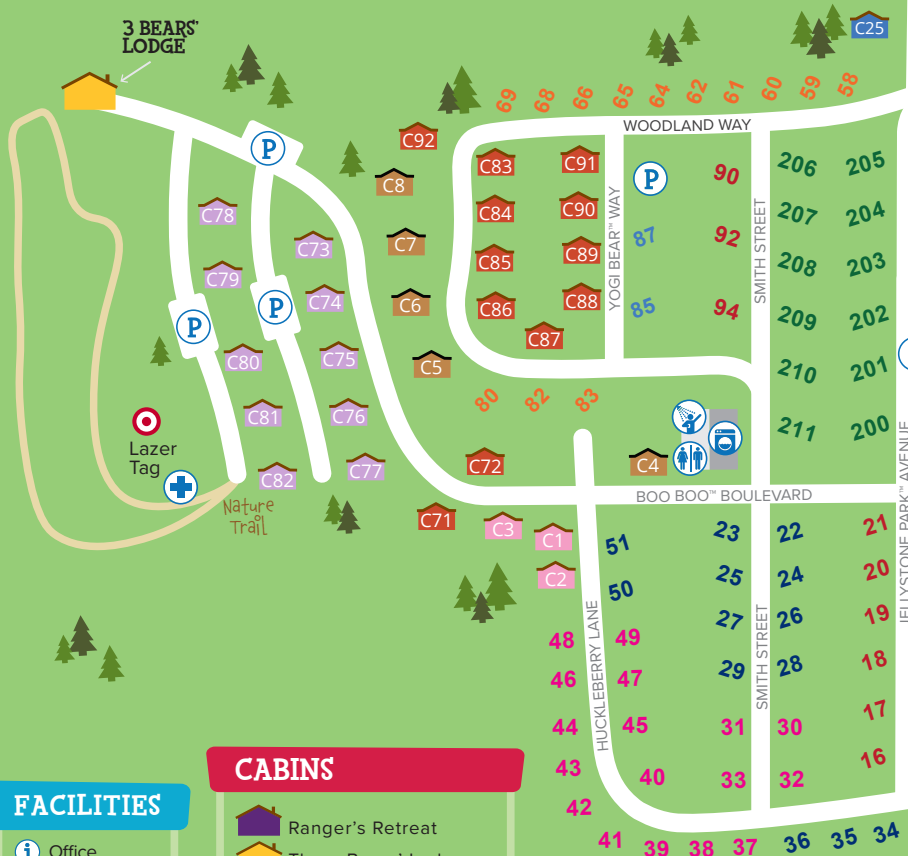 3 BEARS'
LODGE
C25
69 68 66 65 64 62 61 60 59 58
WOODLAND WAY
P
C92
C8
C83
C91
P
90
206
205
C78
C84
C90
YOGI BEAR™ WAY
87
92
SMITH STREET
207
204
C73
C7
C79
C85
C89
208
203
C74
C6
C86
C88
85
94
209
202
P
P
C87
C80
C75
C5
210
201
80
82
83
C81
C76
211
200
Lazer
Tag
C4
C82
C77
C72
BOO BOO™ BOULEVARD
JELLYSTONE PARK™ AVENUE
Nature
Trail
C71
C3
C1
C2
51
23
22
21
50
25
24
20
HUCKLEBERRY LANE
SMITH STREET
27
26
19
48
49
29
28
18
46
47
44
45
31
30
17
43
40
33
32
16
42
41
39
38
37
36
35
34
FACILITIES
i Office
CABINS
Ranger's Retreat